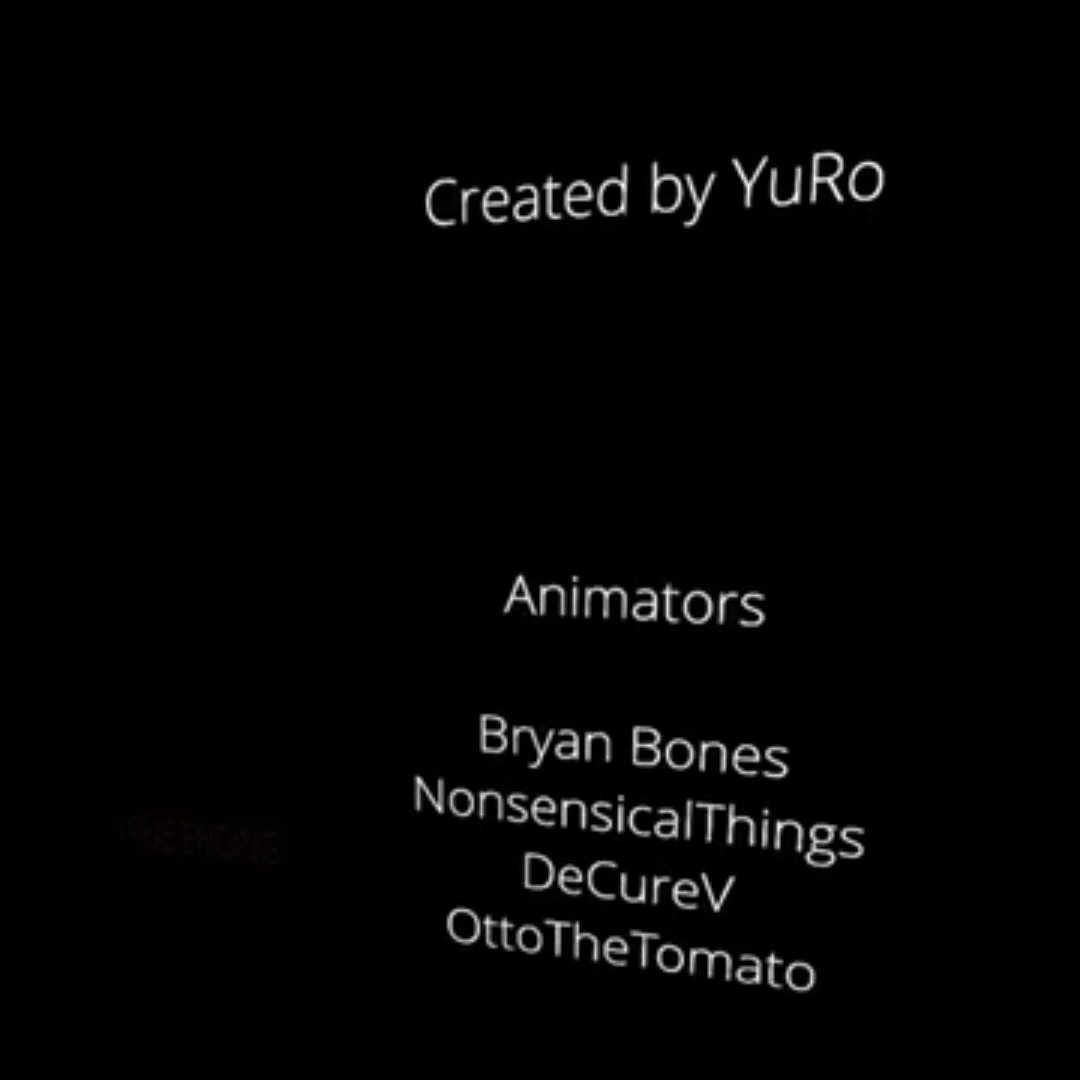 Created by YuRo
Animators
Bryan Bones
NonsensicalThings
DeCureV
OttoTheTomato